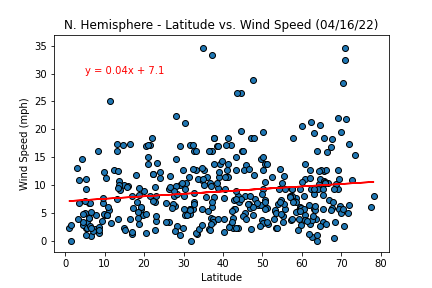 N. Hemisphere - Latitude vs. Wind Speed (04/16/22)
35
30
25
20
15
10
5
0
Wind Speed (mph)
y = 0.04x + 7.1
0 10 20 30 40 50 60 70 80
Latitude